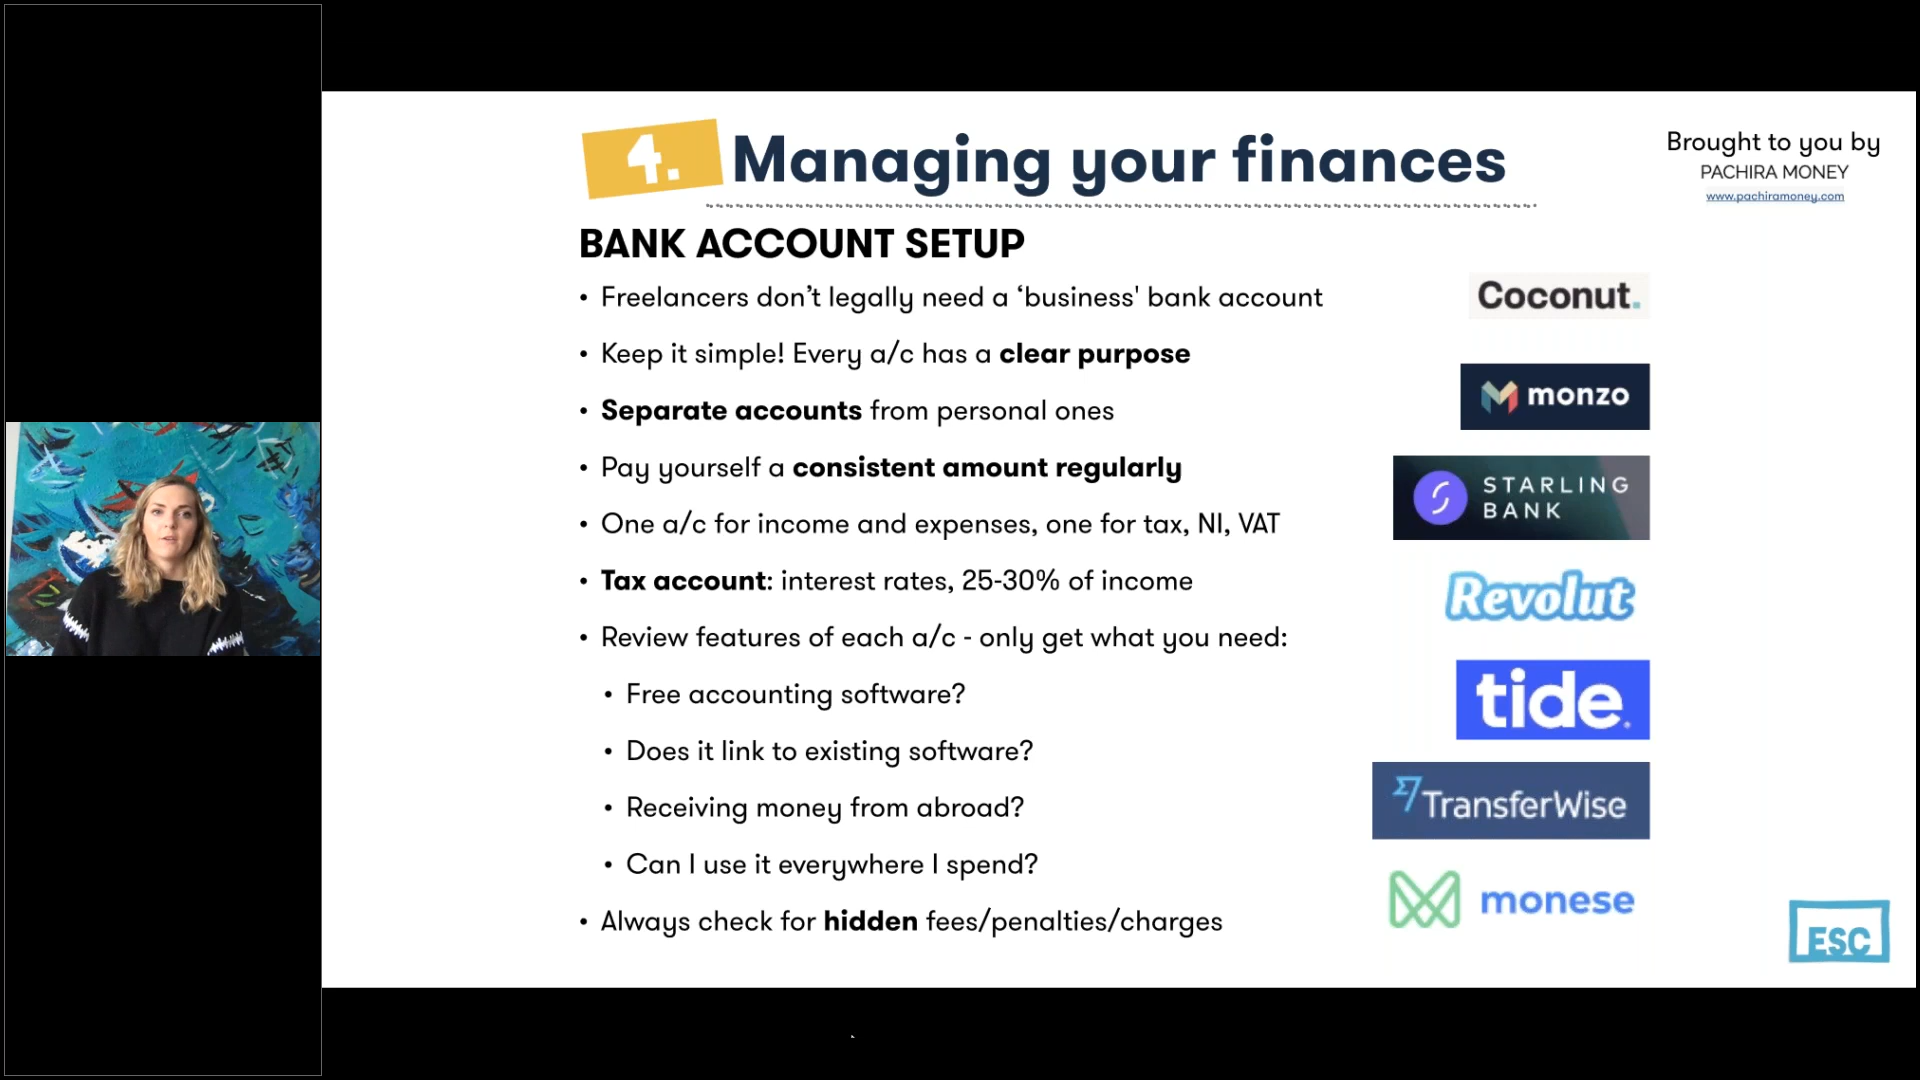 4. Managing your finances
Brought to you by
PACHIRA MONEY
www.pachiramoney.com
BANK ACCOUNT SETUP
• Freelancers don’t legally need a ‘business' bank account
• Keep it simple! Every a/c has a clear purpose
• Separate accounts from personal ones
• Pay yourself a consistent amount regularly
• One a/c for income and expenses, one for tax, NI, VAT
• Tax account: interest rates, 25-30% of income
• Review features of each a/c - only get what you need:
• Free accounting software?
• Does it link to existing software?
• Receiving money from abroad?
• Can I use it everywhere I spend?
• Always check for hidden fees/penalties/charges
Coconut.
monzo
STARLING
BANK
Revolut
tide
TransferWise
monese
ESC